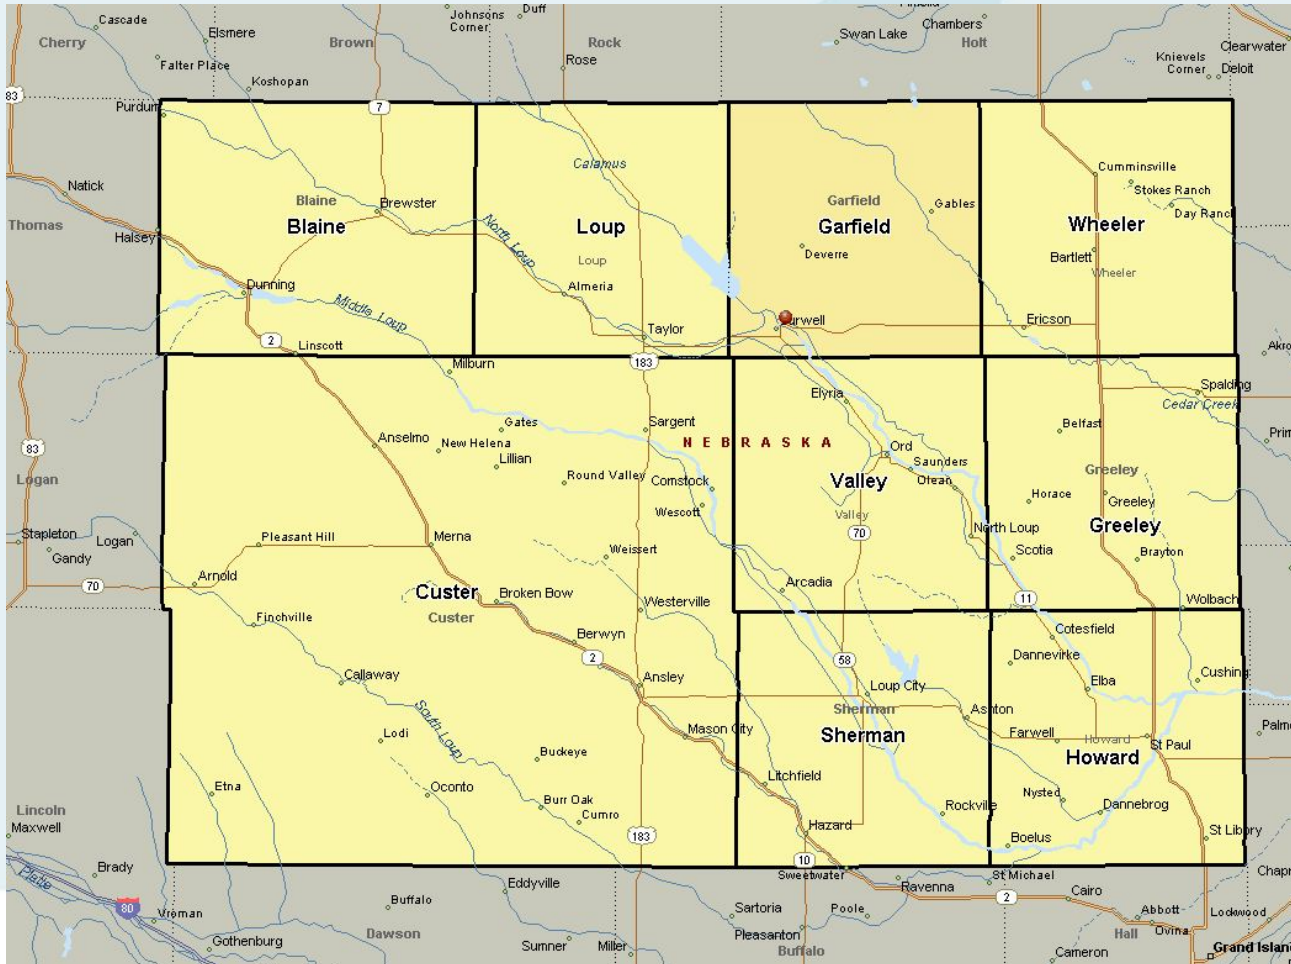 Duff
Johnsons
Corner
Chambers
Cascade
Elsmere
Swan Lake
Cherry
Brown
Rock
Holt
Clearwater
Falter Place
Rose
Knievels
Corner
Deloit
Koshopan
83
Purdum
7
Calamus
Cumminsville
Natick
Stokes Ranch
Blaine
Brewster
Garfield
Gables
Day Ranch
Thomas
Blaine
North Loup
Loup
Garfield
Wheeler
Halsey
Deverre
Bartlett
Loup
Wheeler
Dunning
Almeria
Middle Loup
urwell
Ericson
Taylor
2
Linscott
183
Milburn
Spalding
Elyria
Cedar Creek
Gates
Sargent
Belfast
83
Anselmo
New Helena
NEBRASKA
Ord
Lillian
Saunders
Greeley
Logan
Round Valley
Comstock
Valley
Olean
Horace
Greeley
Wescott
Valley
Greeley
Stapleton
Logan
Pleasant Hill
Merna
70
North Loup
Gandy
Weissert
Scotia
Brayton
70
Arnold
Arcadia
Custer
Broken Bow
Westerville
11
Wolbach
Finchville
Custer
Berwyn
Cotesfield
2
58
Dannevirke
Callaway
Ansley
Loup City
Elba
Cushing
South Loup
Sherman
Ashton
Lodi
Mason City
Sherman
Farwell
Howard
St Paul
Buckeye
Howard
Etna
Oconto
Litchfield
Nysted
Burr Oak
Rockville
Dannebrog
Lincoln
Cumro
Hazard
Maxwell
183
Boelus
St Libory
10
Brady
Sweetwater
St Michael
Platte
Eddyville
Ravenna
2
Cairo
80
Buffalo
Sartoria
Poole
Abbott
Lockwood
Vroman
Dawson
Pleasanton
Hall
Ovina
Gothenburg
Sumner
Miller
Buffalo
Cameron
Grand Islan